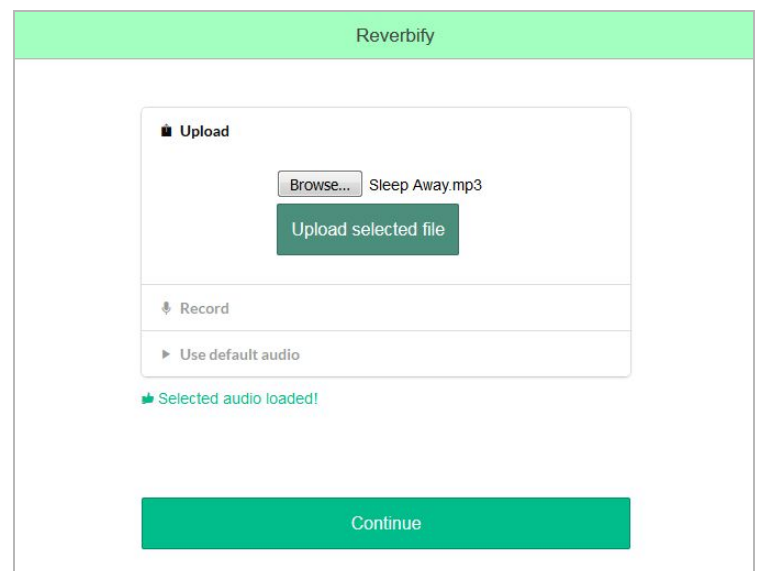 Reverbify
Upload
Browse... Sleep Away.mp3
Upload selected file
Record
Use default audio
Selected audio loaded!
Continue